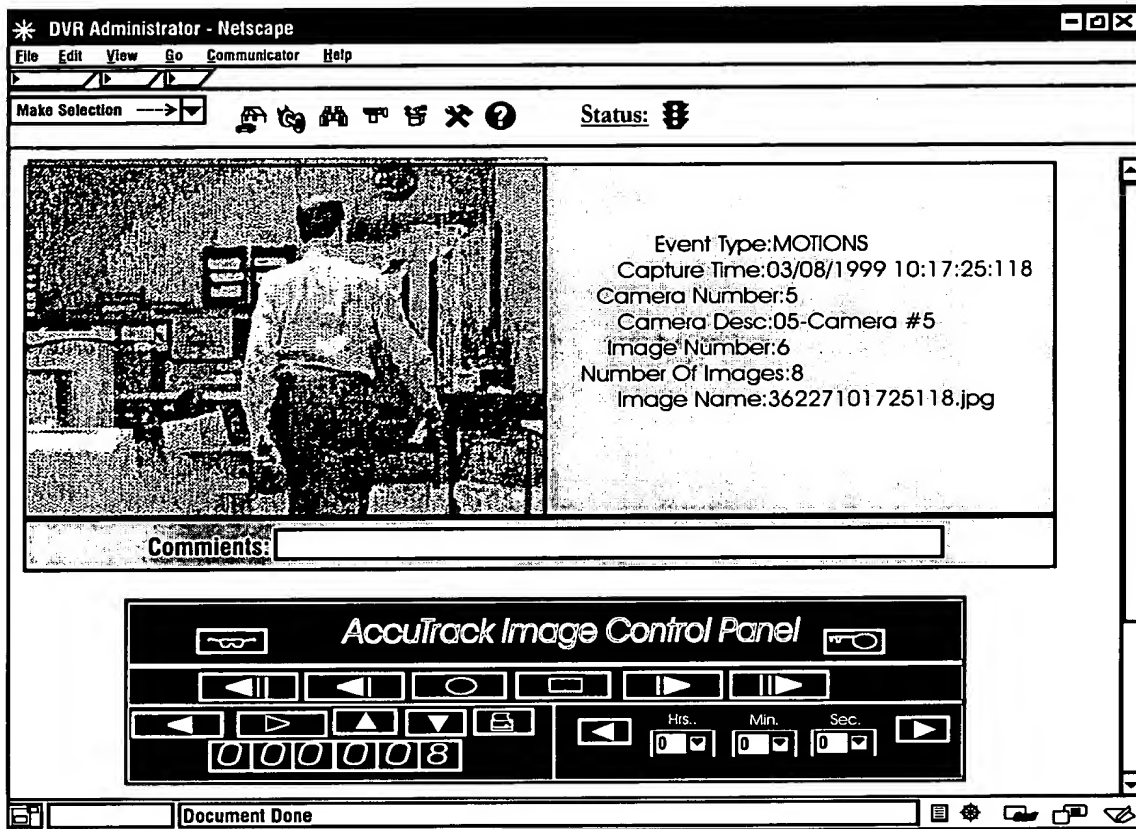 DVR Administrator - Netscape
File Edit View Go Communicator Help
Make Selection --->
Status:
Event Type:MOTIONS
Capture Time:03/08/1999 10:17:25:118
Camera Number:5
Camera Desc:05-Camera #5
Image Number:6
Number Of Images:8
Image Name:36227101725118.jpg
Commients:
AccuTrack Image Control Panel
Hrs.. Min. Sec.
0 0 0
000008
Document Done